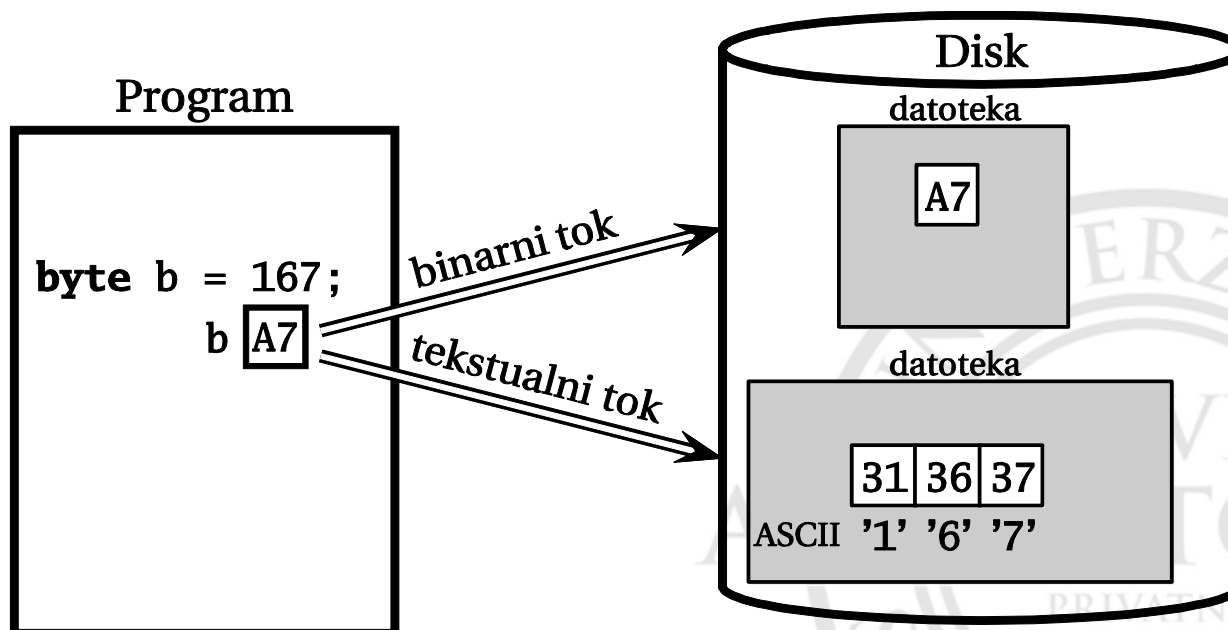 Program
byte b = 167;
b A7
binarni tok
tekstualni tok
Disk
datoteka
A7
datoteka
31 36 37
ASCII ’1’ ’6’ ’7’